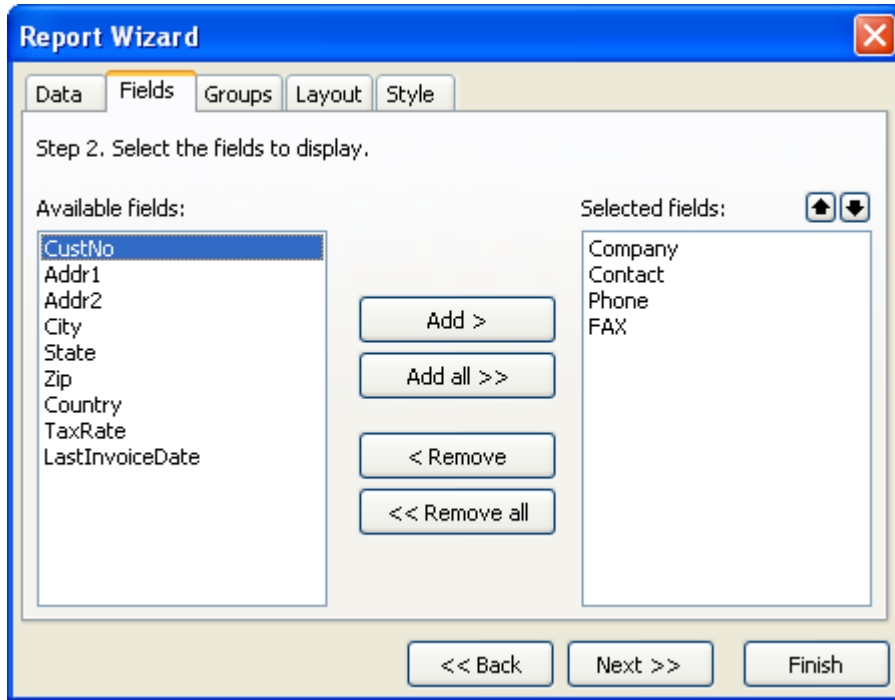 Report Wizard
Data Fields Groups Layout Style
Step 2. Select the fields to display.
Available fields:
CustNo
Addr1
Addr2
City
State
Zip
Country
TaxRate
LastInvoiceDate
Add >
Add all >>
< Remove
<< Remove all
Selected fields:
Company
Contact
Phone
FAX
<< Back Next >> Finish